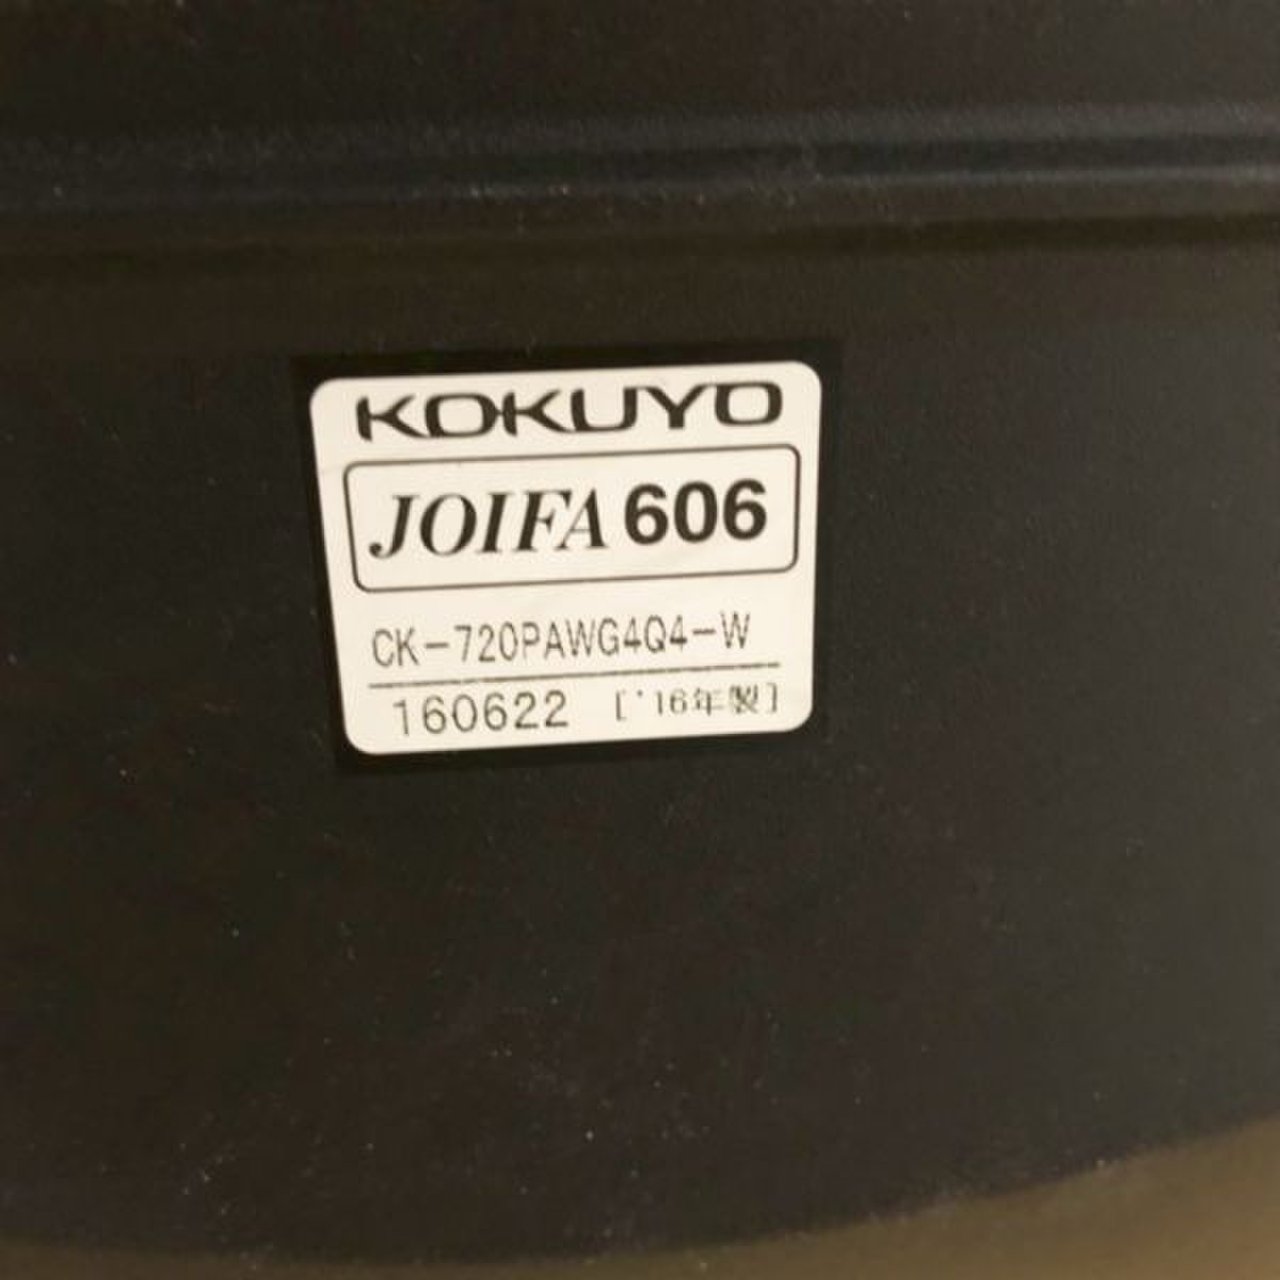 KOKUYO
JOIFA 606
CK-720PAWG4Q4-W
160622 ['16年製]